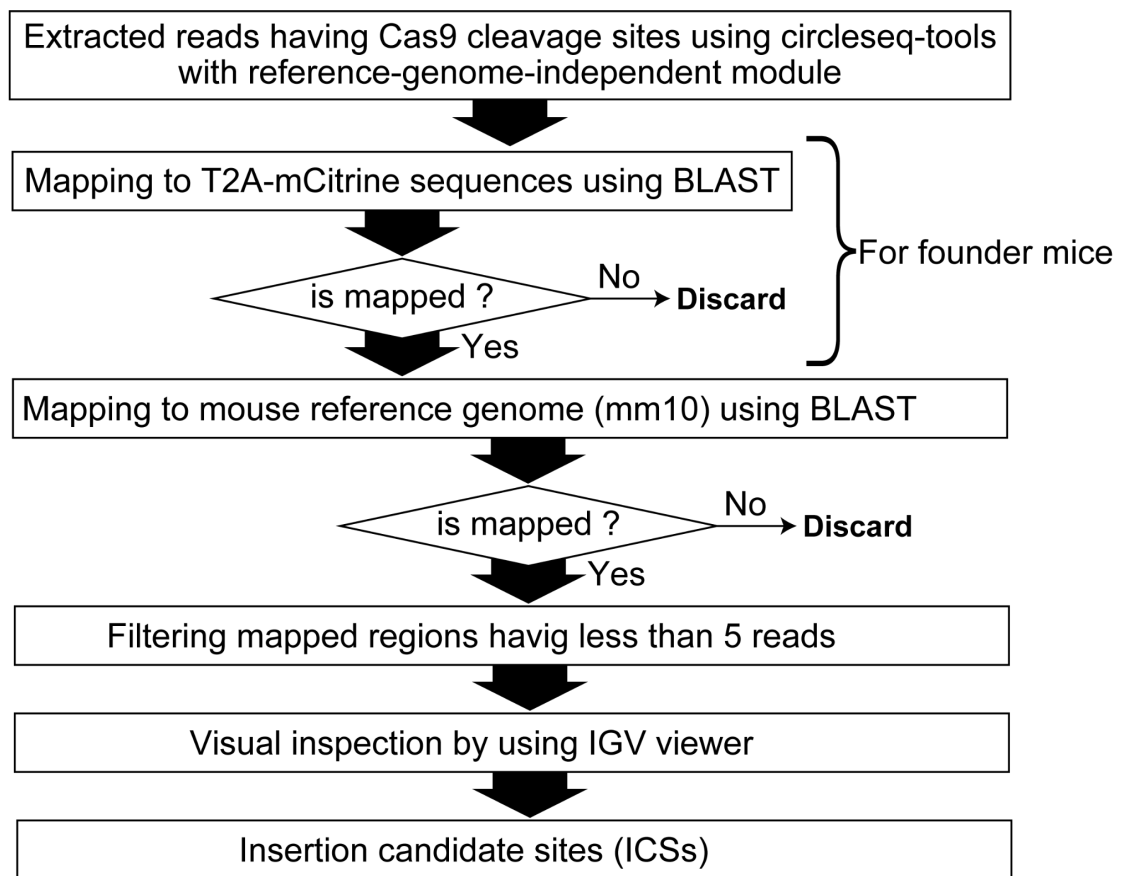 Extracted reads having Cas9 cleavage sites using circleseq-tools
with reference-genome-independent module
Mapping to T2A-mCitrine sequences using BLAST
is mapped ?
No
Discard
Yes
For founder mice
Mapping to mouse reference genome (mm10) using BLAST
is mapped ?
No
Discard
Yes
Filtering mapped regions havig less than 5 reads
Visual inspection by using IGV viewer
Insertion candidate sites (ICSs)